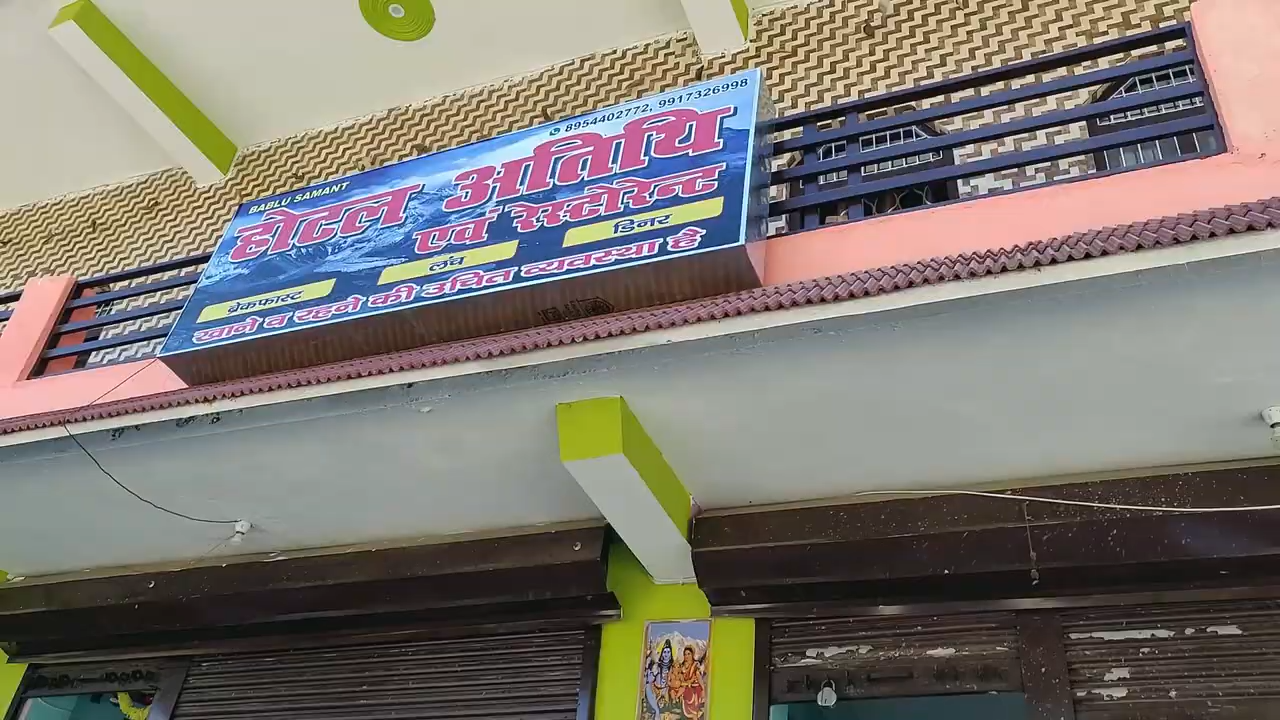 8954402772, 9917326998
BABLU SAMANT
होटल अतिथि
एवं रेस्टोरेन्ट
ब्रेकफास्ट लंच डिनर
खाने व रहने की उचित व्यवस्था है